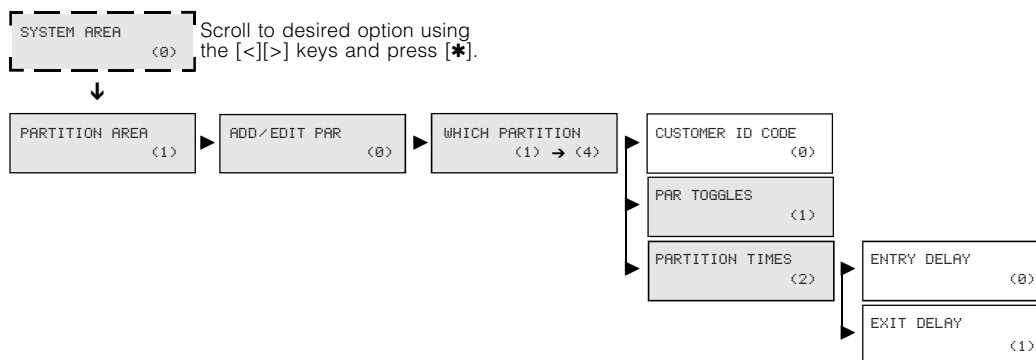 SYSTEM AREA
(0)
Scroll to desired option using
the [<][>] keys and press [✱].
PARTITION AREA
(1)
ADD/EDIT PAR
(0)
WHICH PARTITION
(1) → (4)
CUSTOMER ID CODE
(0)
PAR TOGGLES
(1)
PARTITION TIMES
(2)
ENTRY DELAY
(0)
EXIT DELAY
(1)